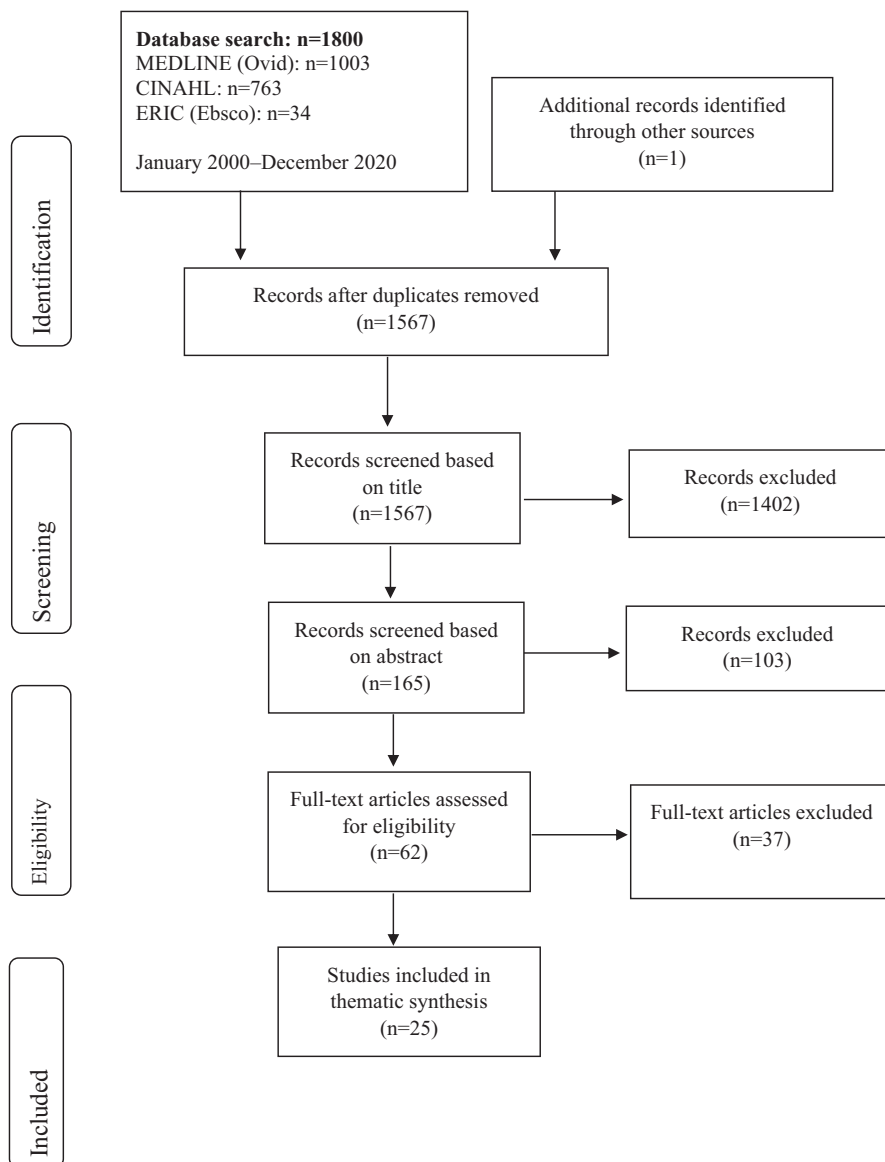 Database search: n=1800
MEDLINE (Ovid): n=1003
CINAHL: n=763
ERIC (Ebsco): n=34
January 2000–December 2020
Additional records identified
through other sources
(n=1)
Identification
Records after duplicates removed
(n=1567)
Screening
Records screened based
on title
(n=1567)
Records excluded
(n=1402)
Records screened based
on abstract
(n=165)
Records excluded
(n=103)
Eligibility
Full-text articles assessed
for eligibility
(n=62)
Full-text articles excluded
(n=37)
Included
Studies included in
thematic synthesis
(n=25)